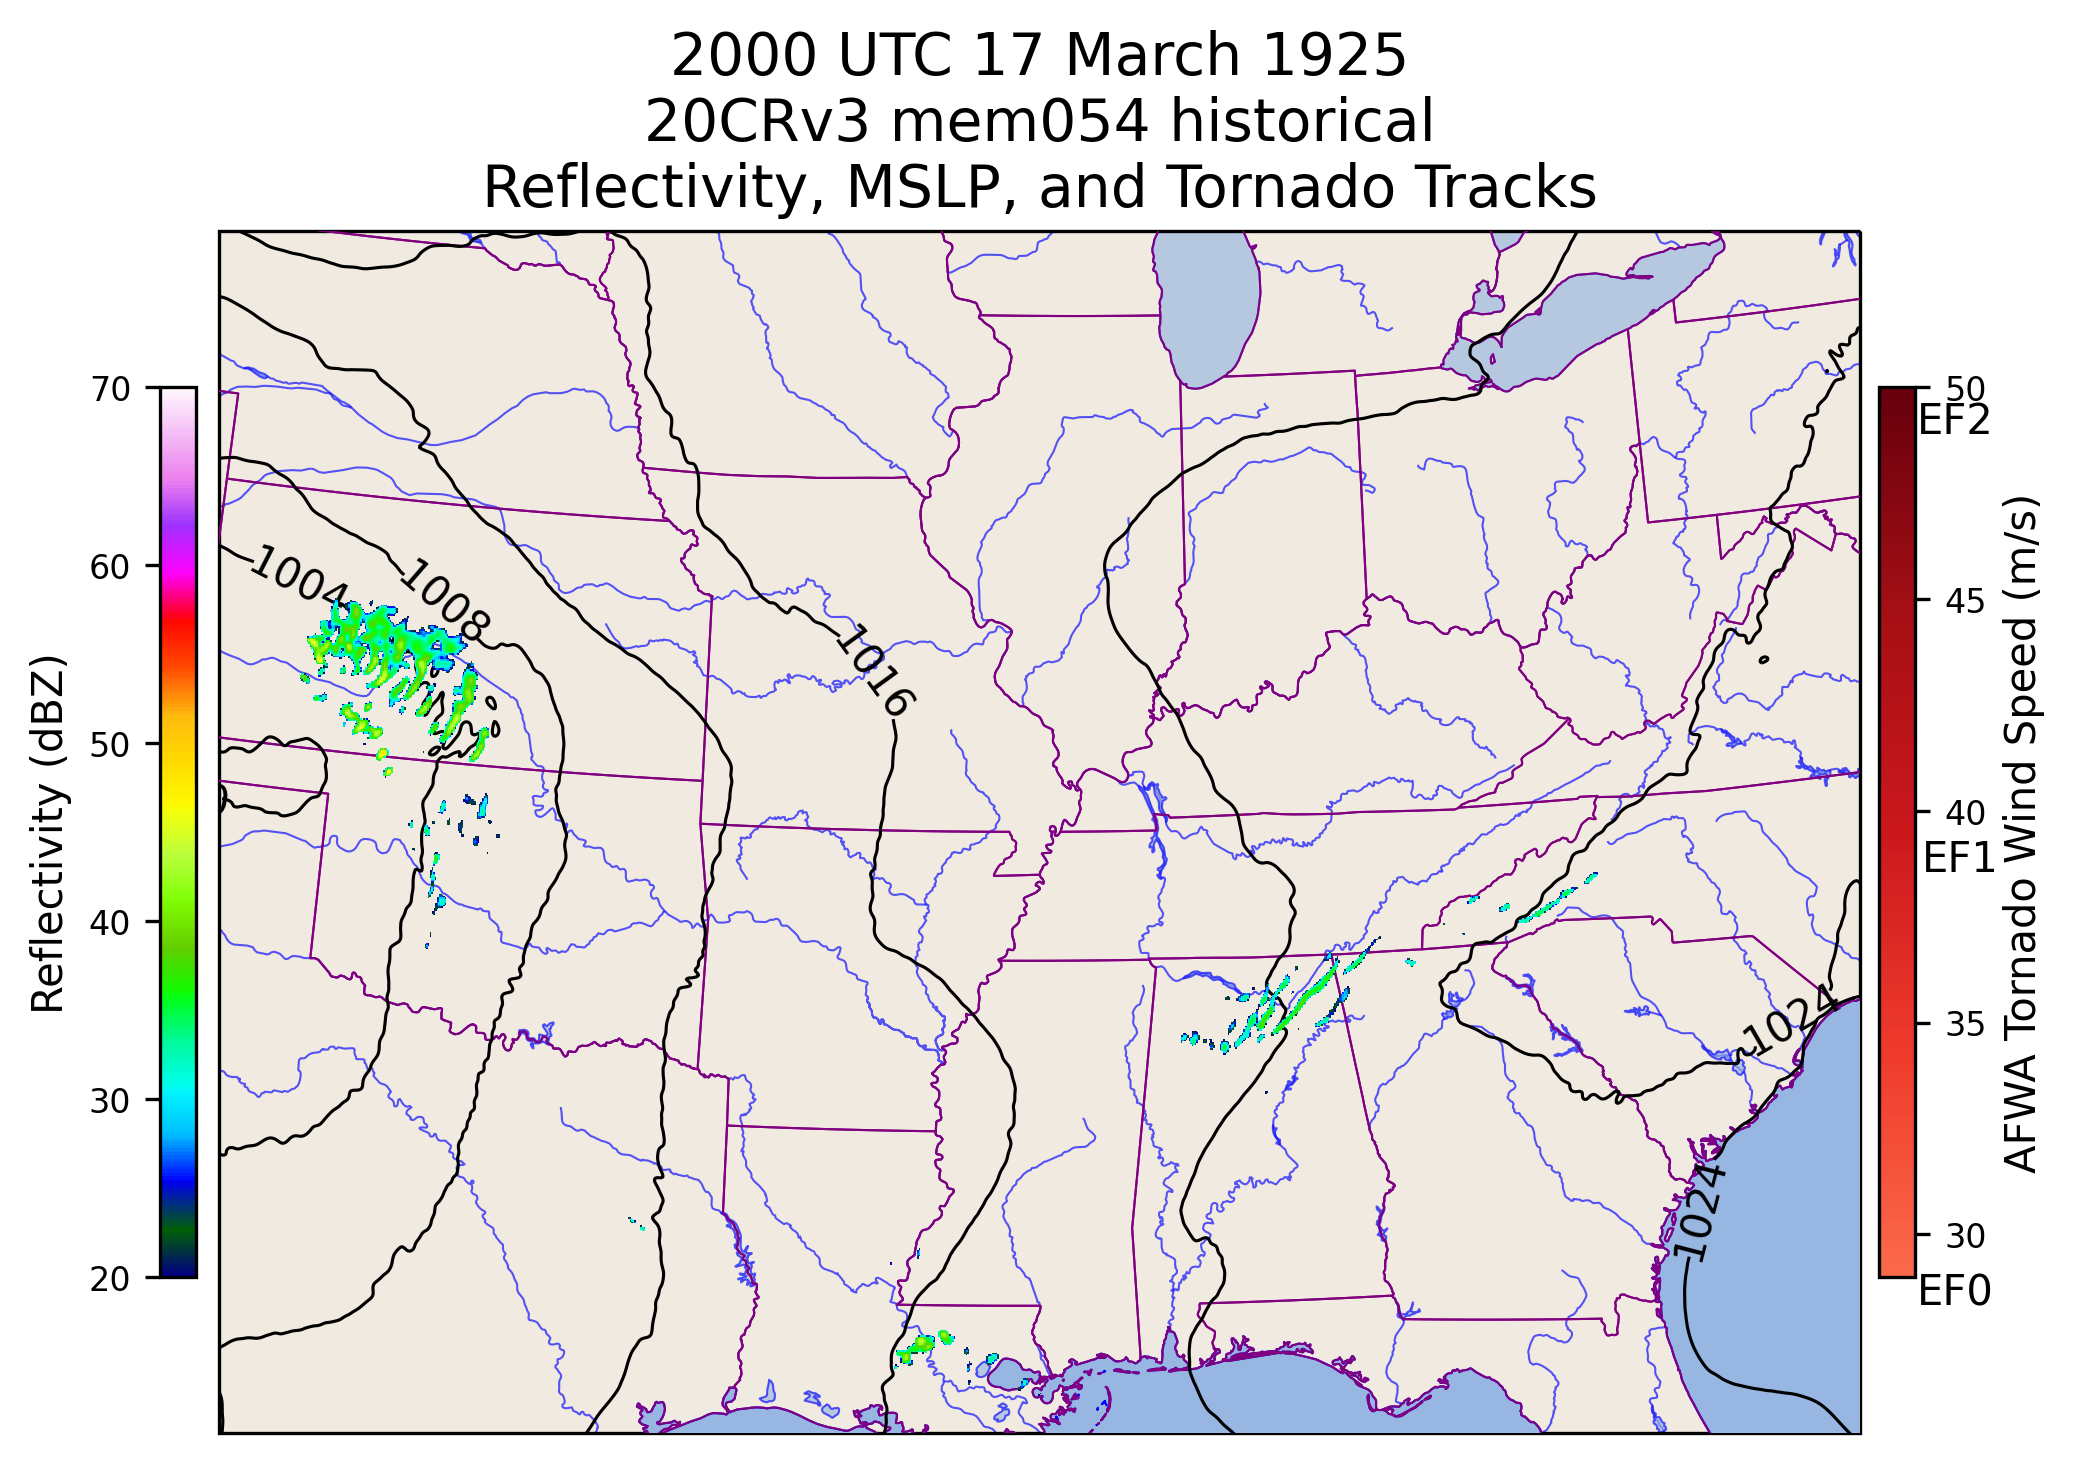 2000 UTC 17 March 1925
20CRv3 mem054 historical
Reflectivity, MSLP, and Tornado Tracks
70
60
50
40
30
20
Reflectivity (dBZ)
1004
1008
1016
1024
1024
50
EF2
45
40
EF1
35
30
EF0
AFWA Tornado Wind Speed (m/s)